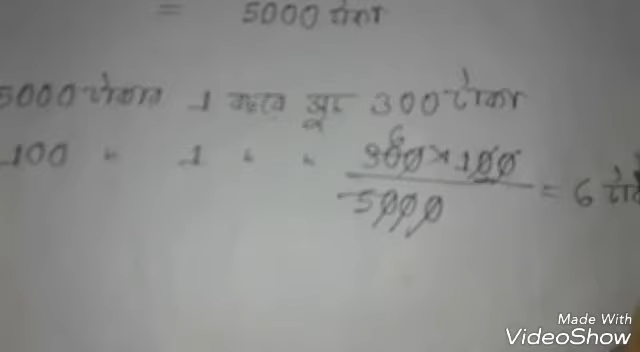 = 5000 টাকা
5000 টাকার 1 বছরে সুদ 300 টাকা
100 " 1 " " 300 × 100 / 5000 = 6
Made With
VideoShow